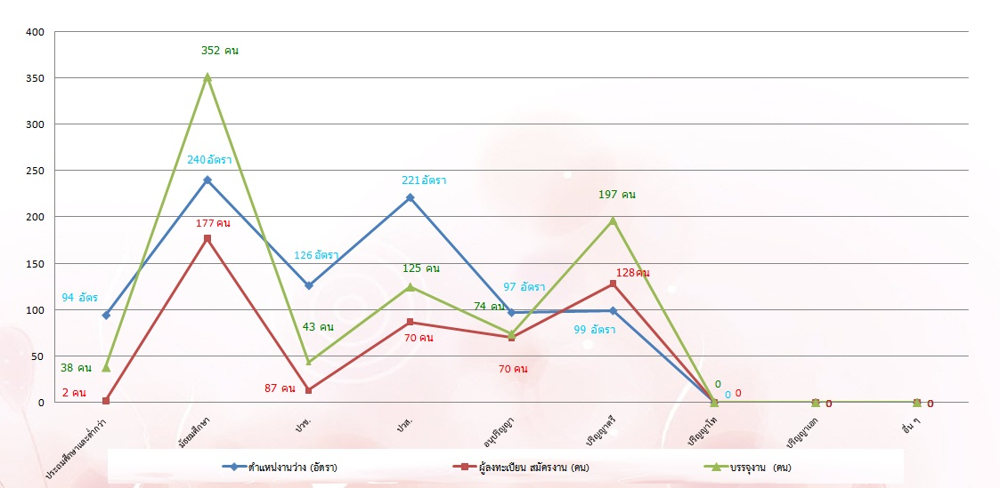 400
350
300
250
200
150
100
50
0
352 คน
240 อัตรา
177 คน
221 อัตรา
197 คน
126 อัตรา
125 คน
128 คน
94 อัตร
97 อัตรา
74 คน
43 คน
70 คน
99 อัตรา
38 คน
2 คน
87 คน
70 คน
0
0 0
0
0
ประถมศึกษาและต่ำกว่า
มัธยมศึกษา
ปวช.
ปวส.
อนุปริญญา
ปริญญาตรี
ปริญญาโท
ปริญญาเอก
อื่น ๆ
ตำแหน่งานว่าง (อัตรา) ผู้ลงทะเบียน สมัครงาน (คน) บรรจุงาน (คน)